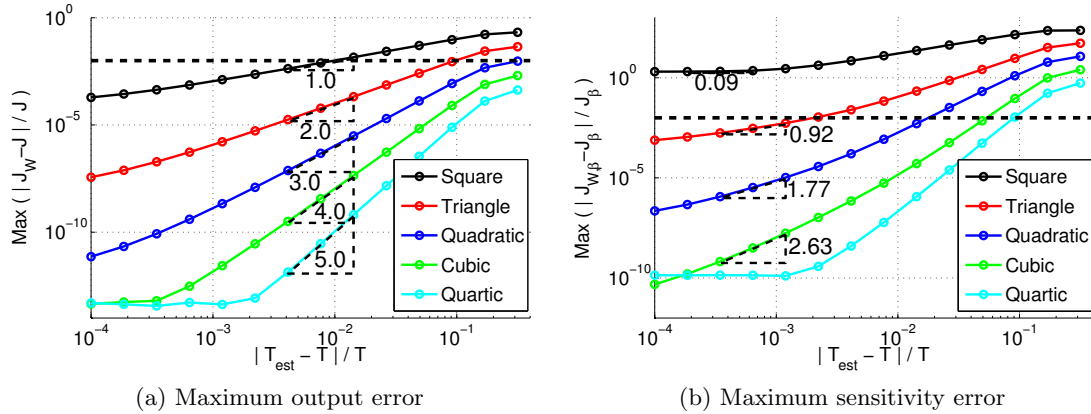 Max ( | J_W – J | / J )
10^0
10^−5
10^−10
1.0
2.0
3.0
4.0
5.0
Square
Triangle
Quadratic
Cubic
Quartic
10^−4
10^−3
10^−2
10^−1
| T_est – T | / T
(a) Maximum output error
Max ( | J_W,β – J_β | / J_β )
10^0
10^−5
10^−10
0.09
0.92
1.77
2.63
Square
Triangle
Quadratic
Cubic
Quartic
10^−4
10^−3
10^−2
10^−1
| T_est – T | / T
(b) Maximum sensitivity error